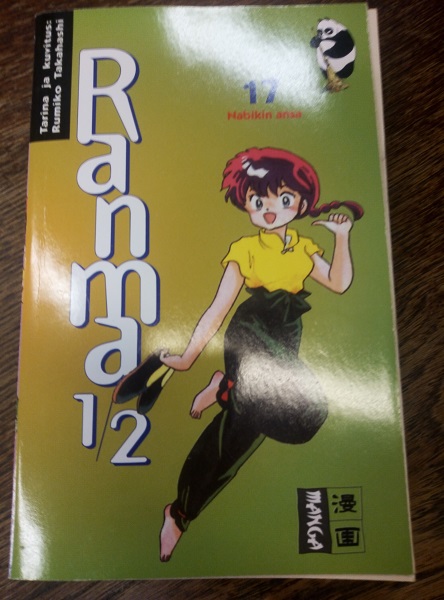 Tarina ja kuvitus:
Rumiko Takahashi
Ranma
1/2
17
Nabikin ansa
漫
画
MANGA